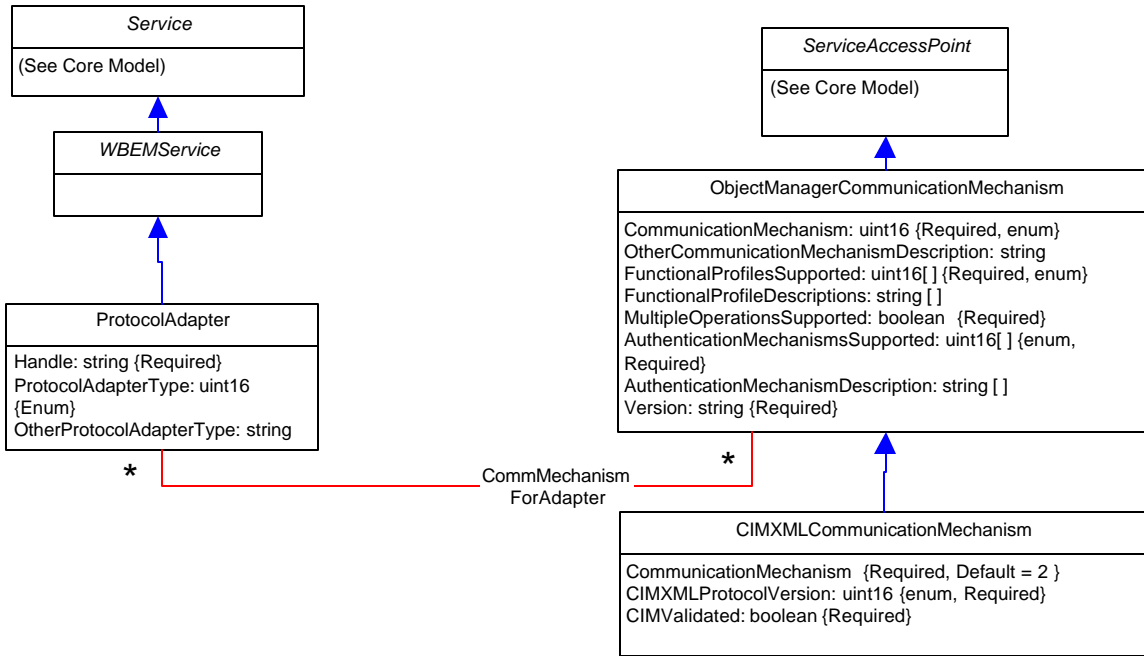 Service
(See Core Model)
WBEMService
ProtocolAdapter
Handle: string {Required}
ProtocolAdapterType: uint16
{Enum}
OtherProtocolAdapterType: string
*
CommMechanism
ForAdapter
*
ServiceAccessPoint
(See Core Model)
ObjectManagerCommunicationMechanism
CommunicationMechanism: uint16 {Required, enum}
OtherCommunicationMechanismDescription: string
FunctionalProfilesSupported: uint16[ ] {Required, enum}
FunctionalProfileDescriptions: string [ ]
MultipleOperationsSupported: boolean {Required}
AuthenticationMechanismsSupported: uint16[ ] {enum,
Required}
AuthenticationMechanismDescription: string [ ]
Version: string {Required}
CIMXMLCommunicationMechanism
CommunicationMechanism {Required, Default = 2 }
CIMXMLProtocolVersion: uint16 {enum, Required}
CIMValidated: boolean {Required}